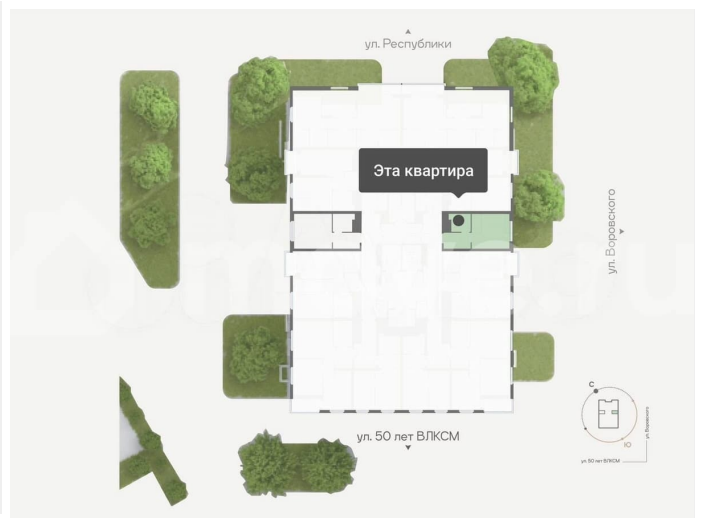 ул. Республики
Эта квартира
ул. Воровского
ул. 50 лет ВЛКСМ
С
Ю
ул. Воровского
ул. 50 лет ВЛКСМ